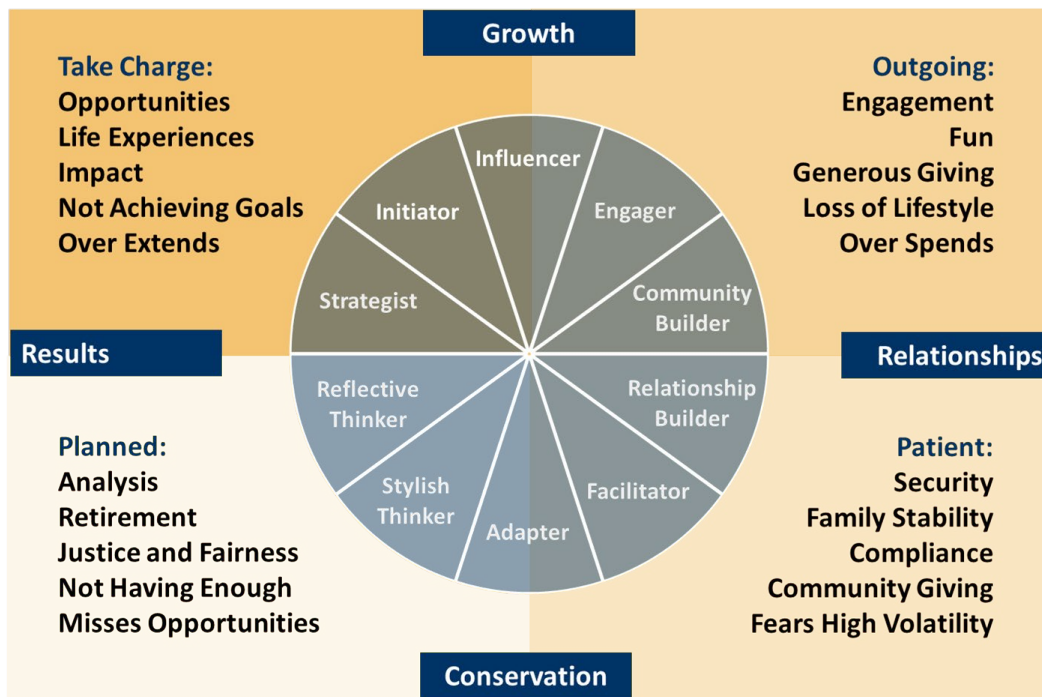 Growth
Take Charge:
Opportunities
Life Experiences
Impact
Not Achieving Goals
Over Extends
Outgoing:
Engagement
Fun
Generous Giving
Loss of Lifestyle
Over Spends
Influencer
Initiator
Engager
Strategist
Community
Builder
Results
Relationships
Reflective
Thinker
Relationship
Builder
Stylish
Thinker
Facilitator
Adapter
Planned:
Analysis
Retirement
Justice and Fairness
Not Having Enough
Misses Opportunities
Patient:
Security
Family Stability
Compliance
Community Giving
Fears High Volatility
Conservation